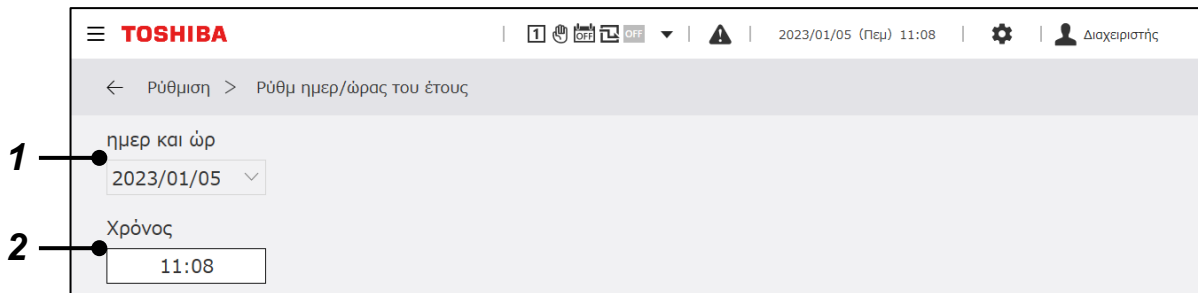 TOSHIBA | 1 OFF OFF | | 2023/01/05 (Πεμ) 11:08 | | Διαχειριστής
← Ρύθμιση > Ρύθμ ημερ/ώρας του έτους
ημερ και ώρ
1
2023/01/05
Χρόνος
2
11:08